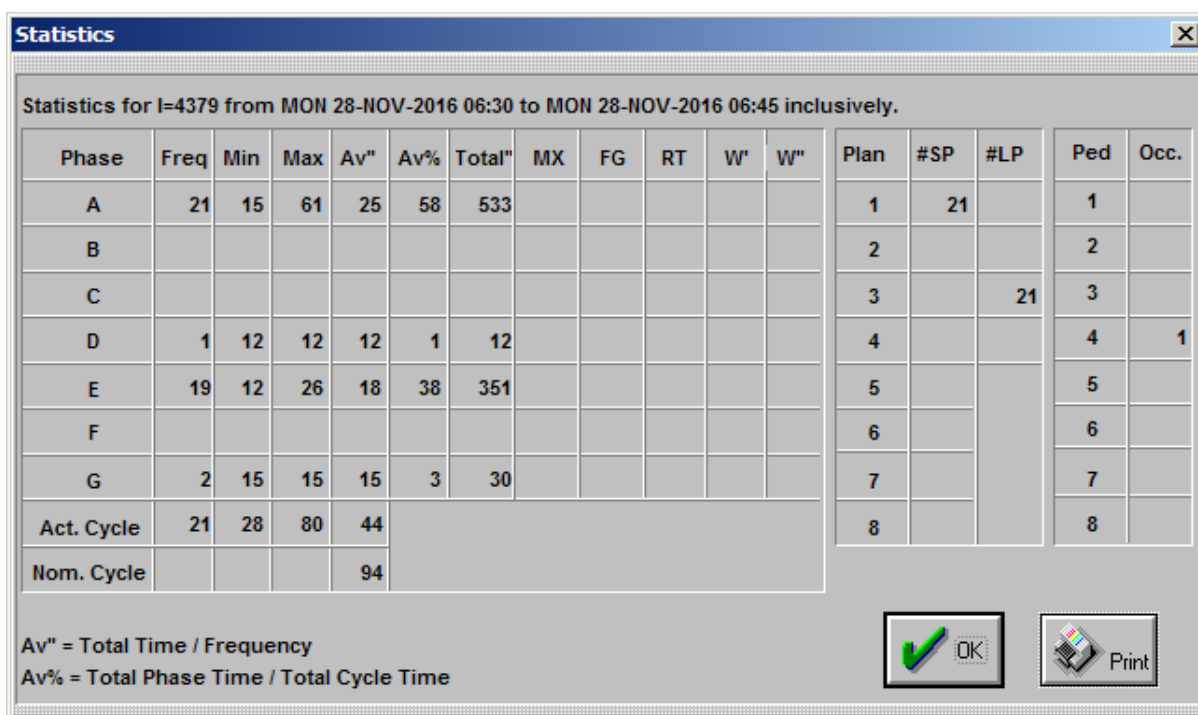 Statistics
Statistics for I=4379 from MON 28-NOV-2016 06:30 to MON 28-NOV-2016 06:45 inclusively.
Phase Freq Min Max Av" Av% Total" MX FG RT W' W"
A 21 15 61 25 58 533
B
C
D 1 12 12 12 1 12
E 19 12 26 18 38 351
F
G 2 15 15 15 3 30
Act. Cycle 21 28 80 44
Nom. Cycle 94
Plan #SP #LP
1 21
2
3 21
4
5
6
7
8
Ped Occ.
1
2
3
4 1
5
6
7
8
Av" = Total Time / Frequency
Av% = Total Phase Time / Total Cycle Time
OK
Print